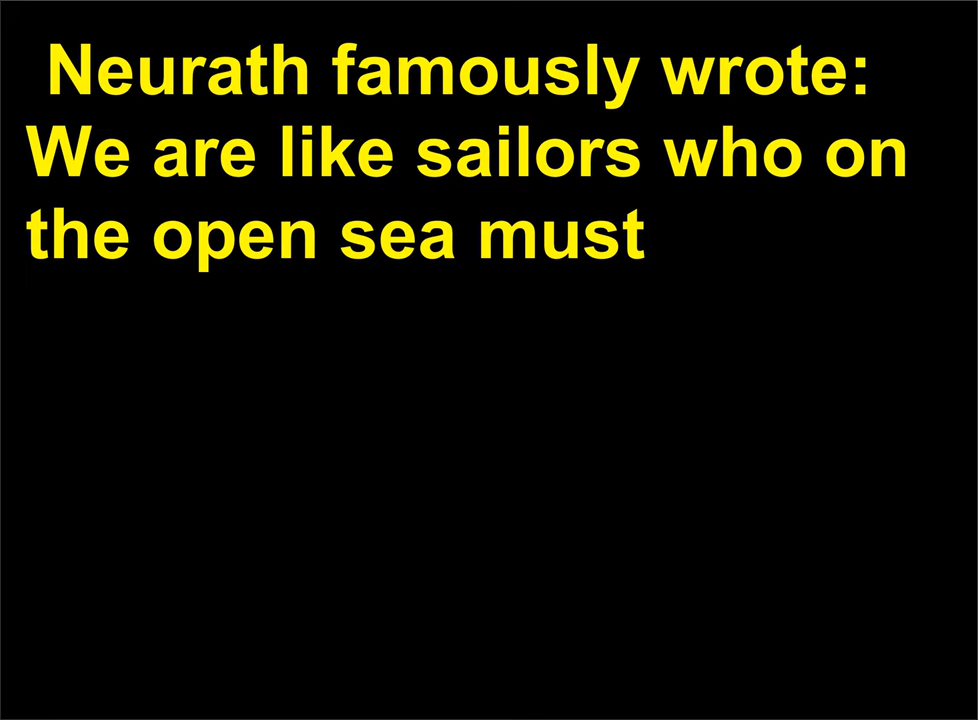 Neurath famously wrote:
We are like sailors who on
the open sea must